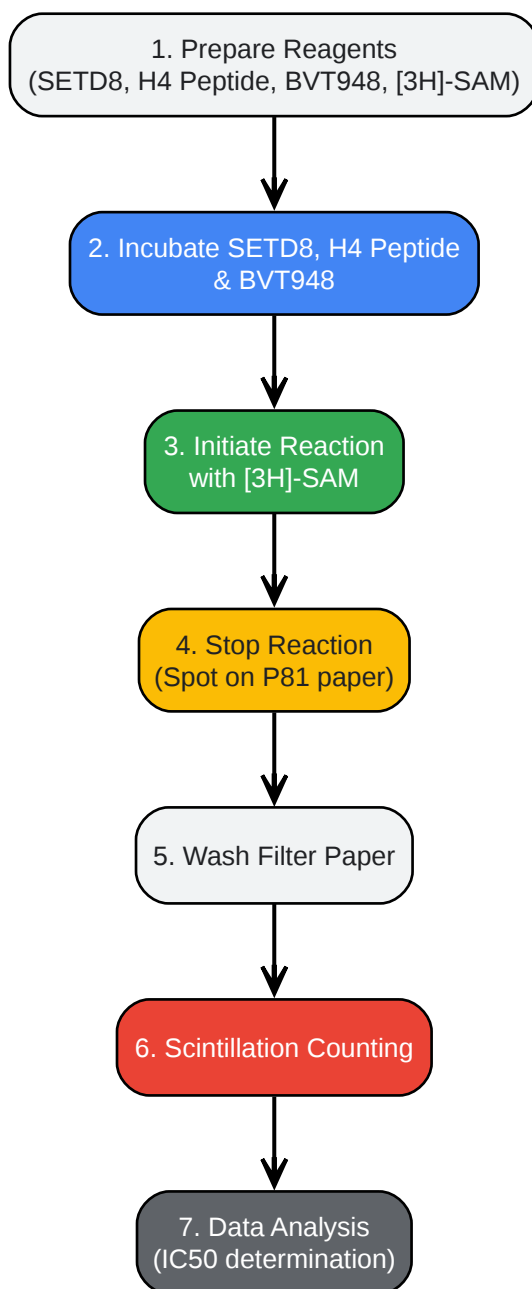 1. Prepare Reagents
(SETD8, H4 Peptide, BVT948, [3H]-SAM)
2. Incubate SETD8, H4 Peptide
& BVT948
3. Initiate Reaction
with [3H]-SAM
4. Stop Reaction
(Spot on P81 paper)
5. Wash Filter Paper
6. Scintillation Counting
7. Data Analysis
(IC50 determination)